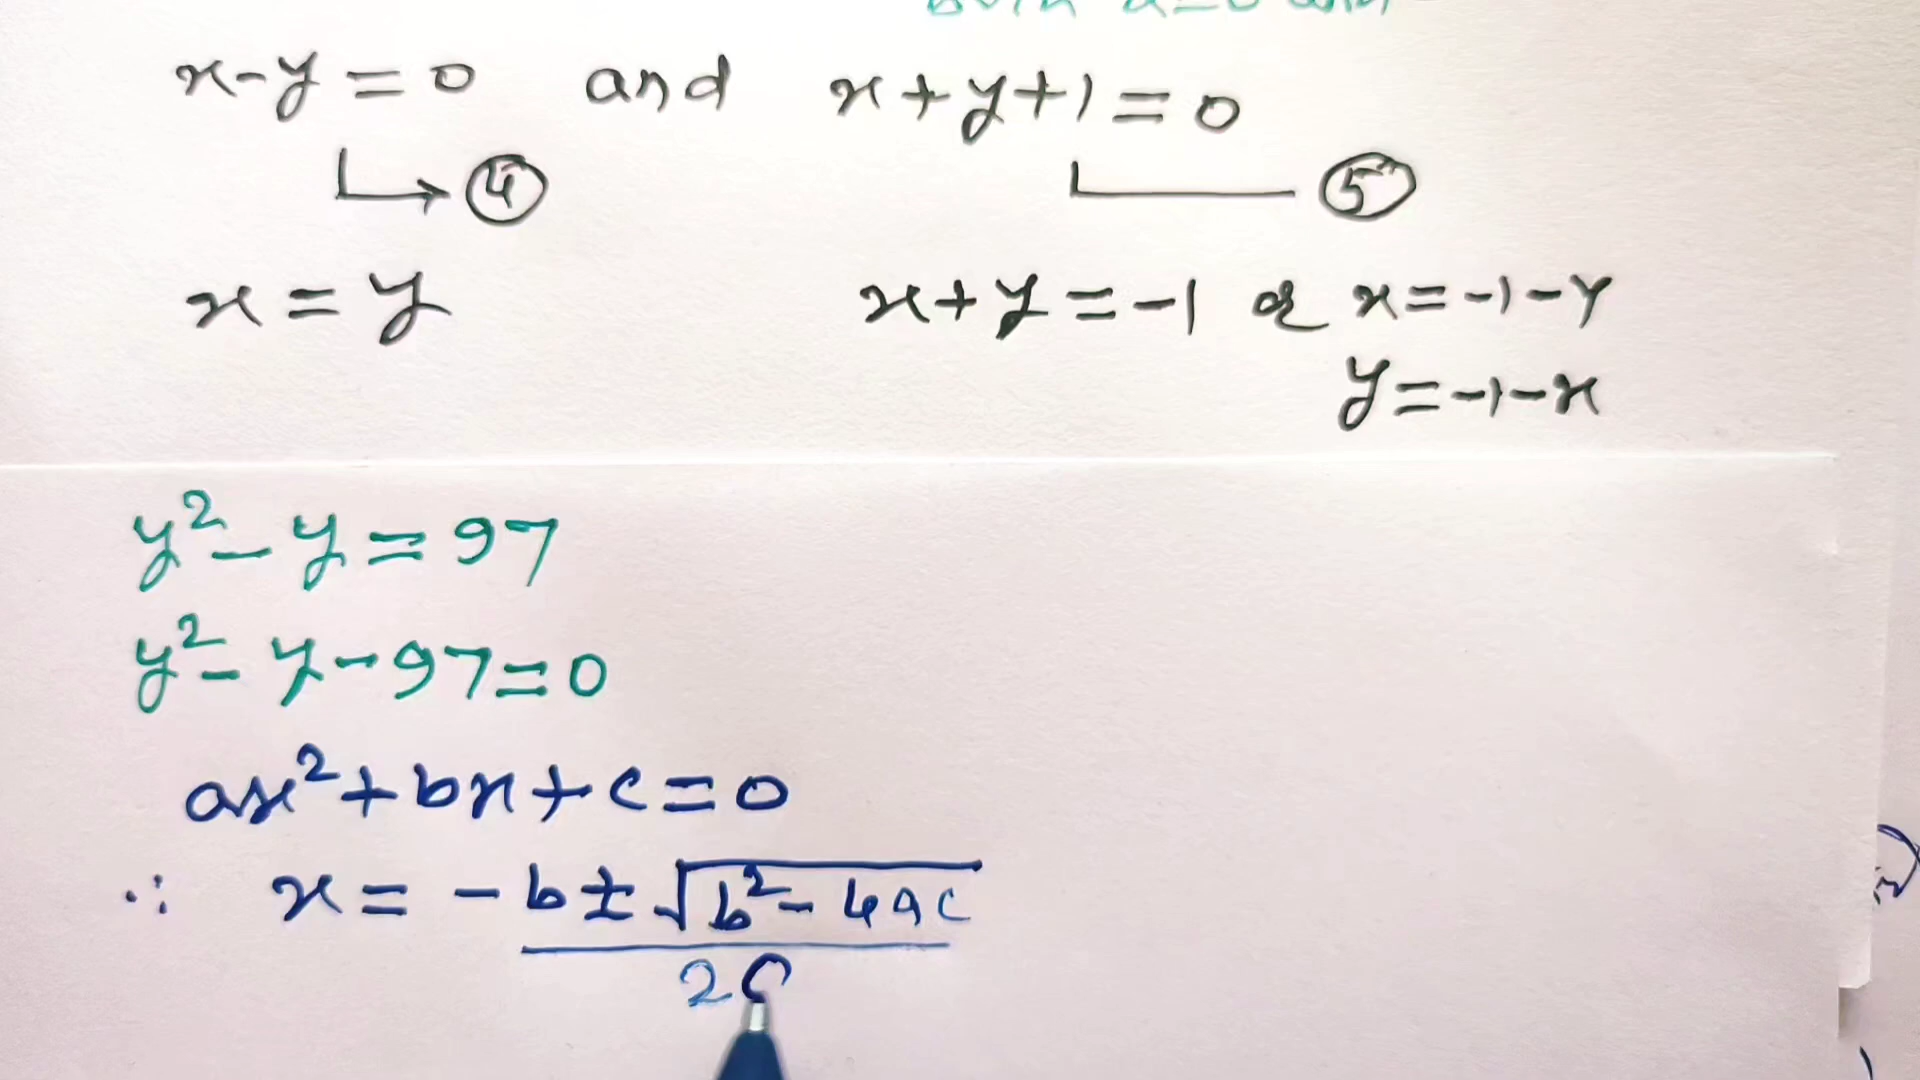 x-y=0 and x+y+1=0
④ ⑤
x=y x+y=-1 or x=-1-y
y=-1-x
y²-y=97
y²-y-97=0
ax²+bx+c=0
∴ x= -b±√b²-4ac
2